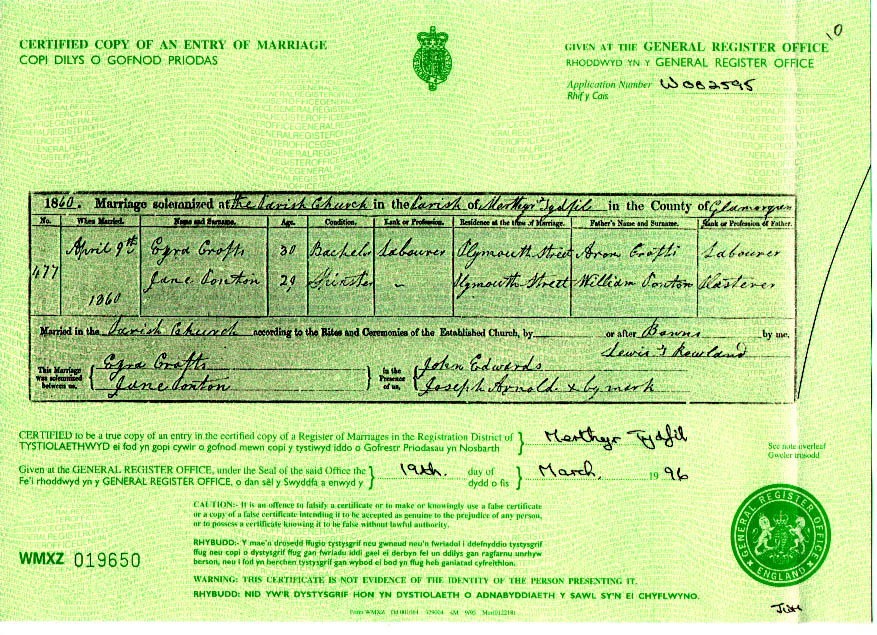 10
CERTIFIED COPY OF AN ENTRY OF MARRIAGE
COPI DILYS O GOFNOD PRIODAS
GIVEN AT THE GENERAL REGISTER OFFICE
RHODDWYD YN Y GENERAL REGISTER OFFICE
Application Number W002595
Rhif y Cais
1860. Marriage solemnized at the Parish Church in the Parish of Merthyr Tydfil in the County of Glamorgan
No. When Married. Name and Surname. Age. Condition. Rank or Profession. Residence at the time of Marriage. Father's Name and Surname. Rank or Profession of Father.
April 9th Ezra Crofts 30 Bachelor Labourer Plymouth Street Aron Crofts Labourer
477 Jane Ponton 29 Spinster - Plymouth Street William Ponton Plasterer
1860
Married in the Parish Church according to the Rites and Ceremonies of the Established Church, by or after Banns by me.
Lewis Rowland
This Marriage was solemnized between us, Ezra Crofts In the Presence of us, John Edwards
Jane Ponton Joseph Arnold x by mark
CERTIFIED to be a true copy of an entry in the certified copy of a Register of Marriages in the Registration District of Merthyr Tydfil
TYSTIOLAETHWYD ei fod yn gopi cywir o gofnod mewn copi y tystiwyd iddo o Gofrestr Priodasau yn Nosbarth
See note overleaf
Gweler trosodd
Given at the GENERAL REGISTER OFFICE, under the Seal of the said Office the 19th. day of March. 1996
Fe'i rhoddwyd yn y GENERAL REGISTER OFFICE, o dan sêl y Swyddfa a enwyd y dydd o fis
CAUTION:- It is an offence to falsify a certificate or to make or knowingly use a false certificate
or a copy of a false certificate intending it to be accepted as genuine to the prejudice of any person,
or to possess a certificate knowing it to be false without lawful authority.
RHYBUDD:- Y mae'n drosedd ffugio tystysgrif neu gwneud neu'n fwriadol i ddefnyddio tystysgrif
ffug neu copi o dystysgrif ffug gan fwriadu iddi gael ei derbyn fel un ddilys gan ragfarnu unrhyw
berson, neu i fod yn berchen tystysgrif gan wybod ei bod yn ffug heb ganiatad cyfreithlon.
WMXZ 019650
WARNING: THIS CERTIFICATE IS NOT EVIDENCE OF THE IDENTITY OF THE PERSON PRESENTING IT.
RHYBUDD: NID YW'R DYSTYSGRIF HON YN DYSTIOLAETH O ADNABYDDIAETH Y SAWL SY'N EI CHYFLWYNO.
GENERAL REGISTER OFFICE
ENGLAND
Form WMXZA